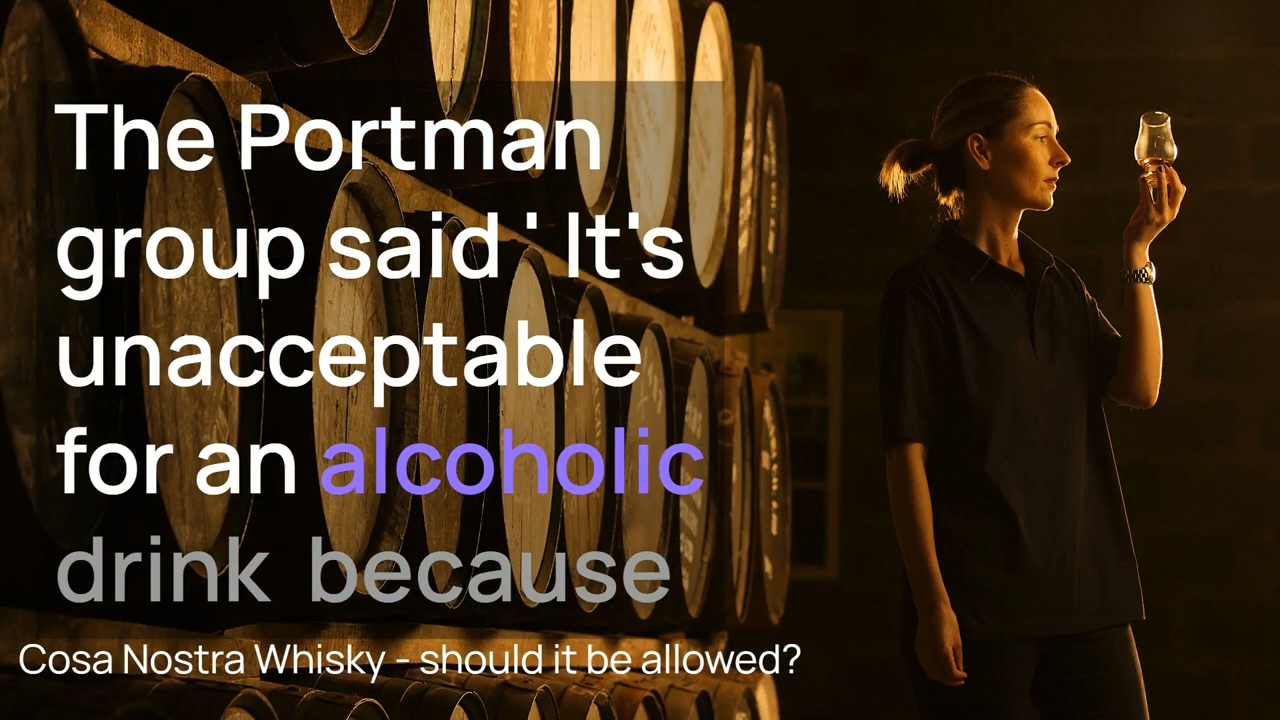 The Portman
group said ' It's
unacceptable
for an alcoholic
drink because
Cosa Nostra Whisky - should it be allowed?